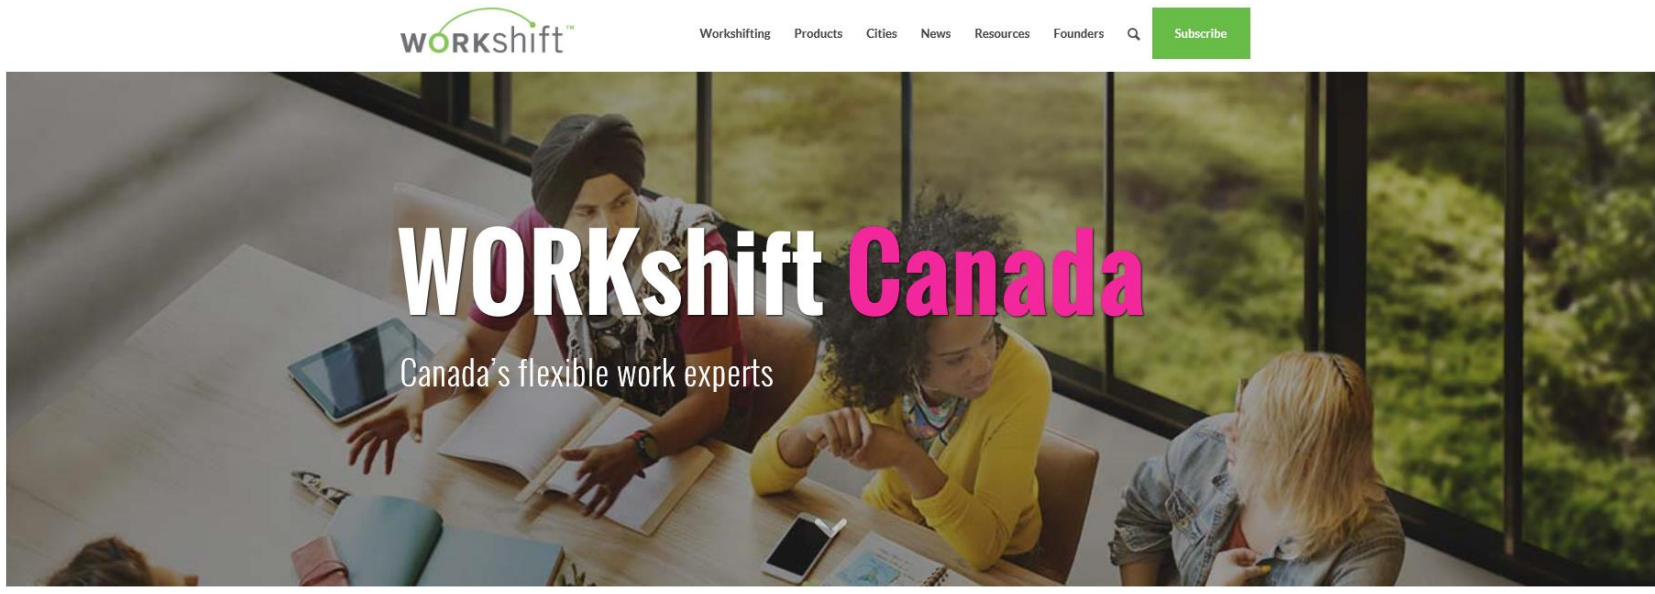 WORKshift™
Workshifting Products Cities News Resources Founders Subscribe
WORKshift Canada
Canada's flexible work experts